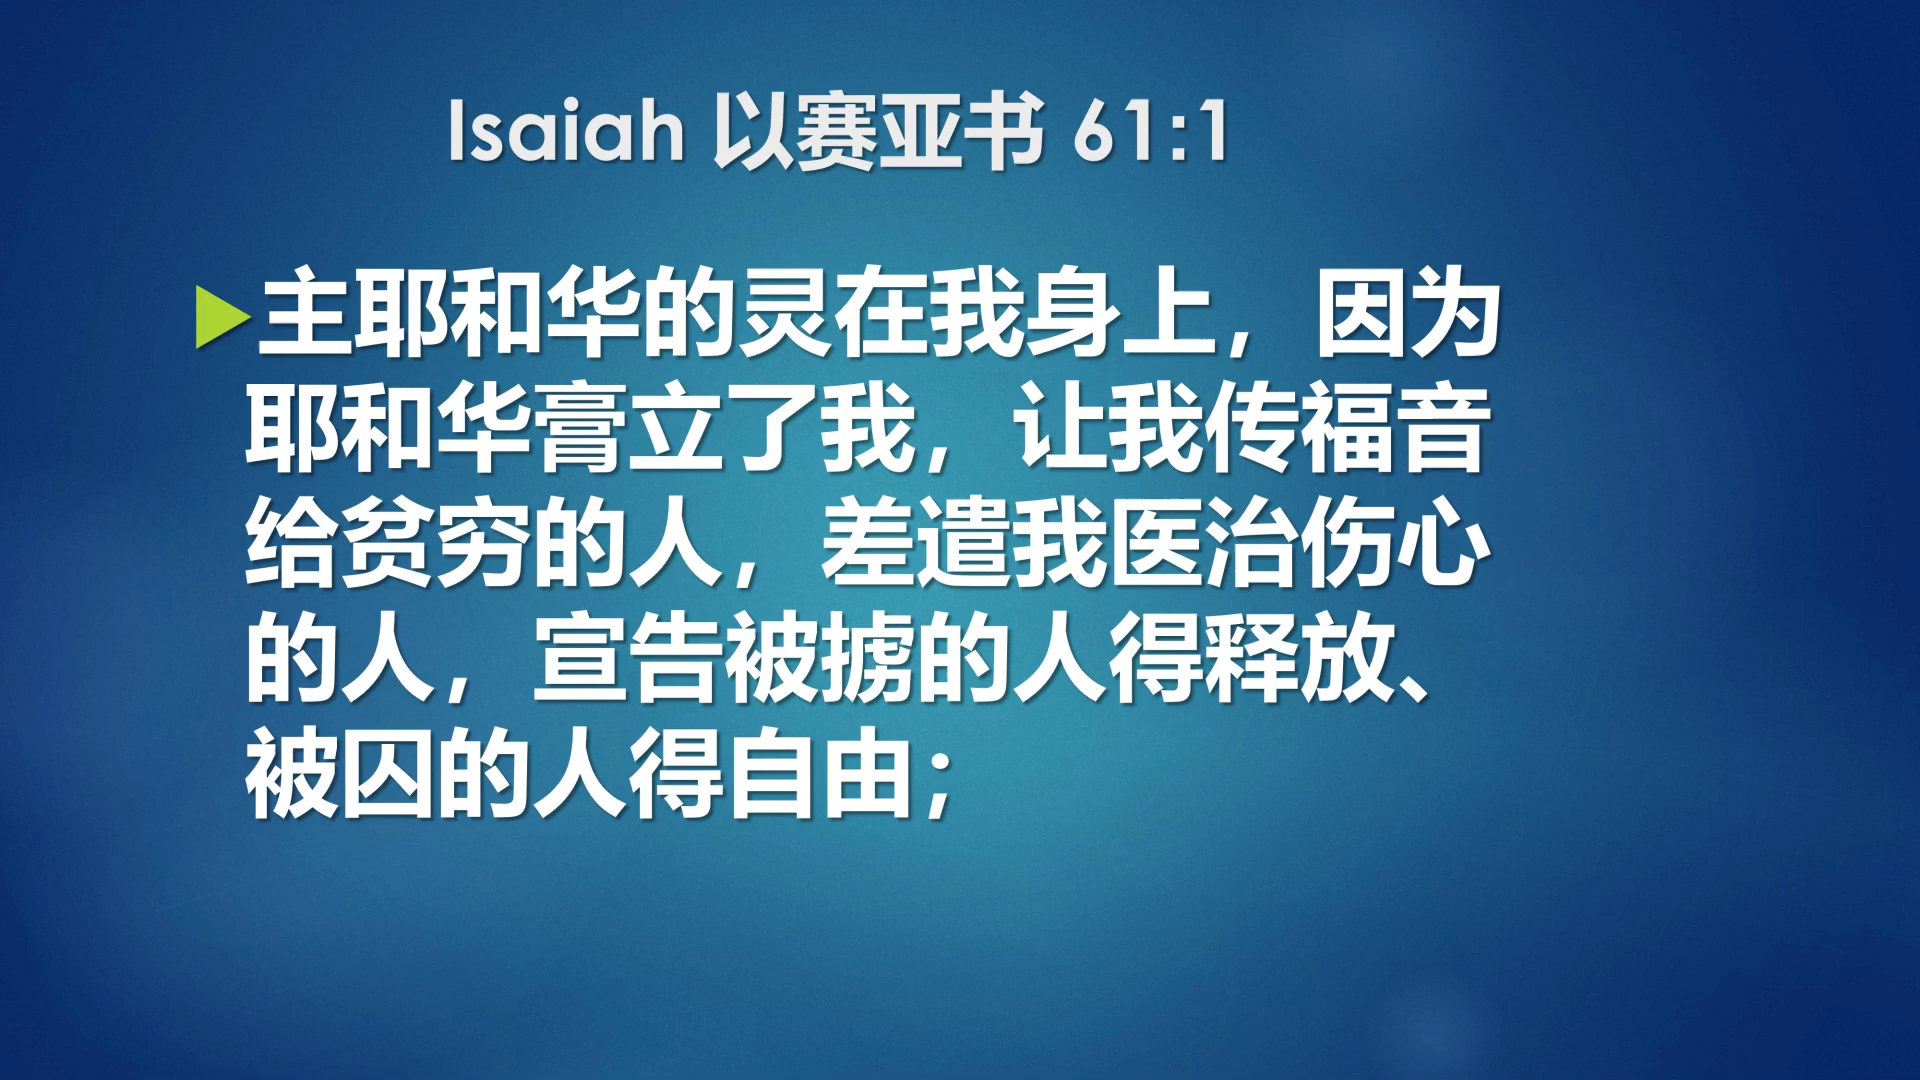 Isaiah 以赛亚书 61:1
主耶和华的灵在我身上，因为
耶和华膏立了我，让我传福音
给贫穷的人，差遣我医治伤心
的人，宣告被掳的人得释放、
被囚的人得自由；